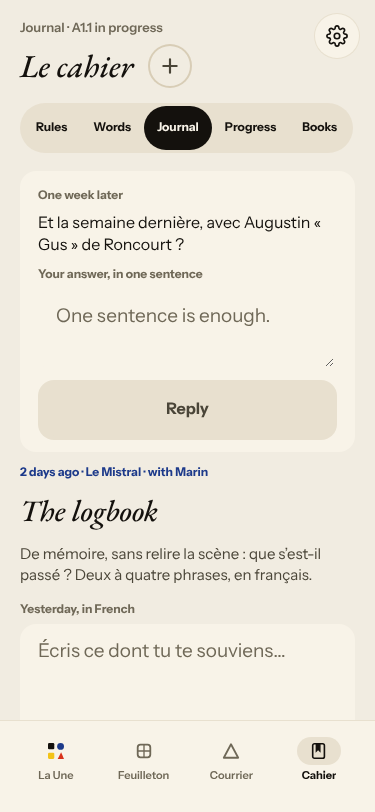 Journal · A1.1 in progress
Le cahier
Rules
Words
Journal
Progress
Books
One week later
Et la semaine dernière, avec Augustin «
Gus » de Roncourt ?
Your answer, in one sentence
One sentence is enough.
Reply
2 days ago · Le Mistral · with Marin
The logbook
De mémoire, sans relire la scène : que s’est-il
passé ? Deux à quatre phrases, en français.
Yesterday, in French
Écris ce dont tu te souviens…
La Une
Feuilleton
Courrier
Cahier